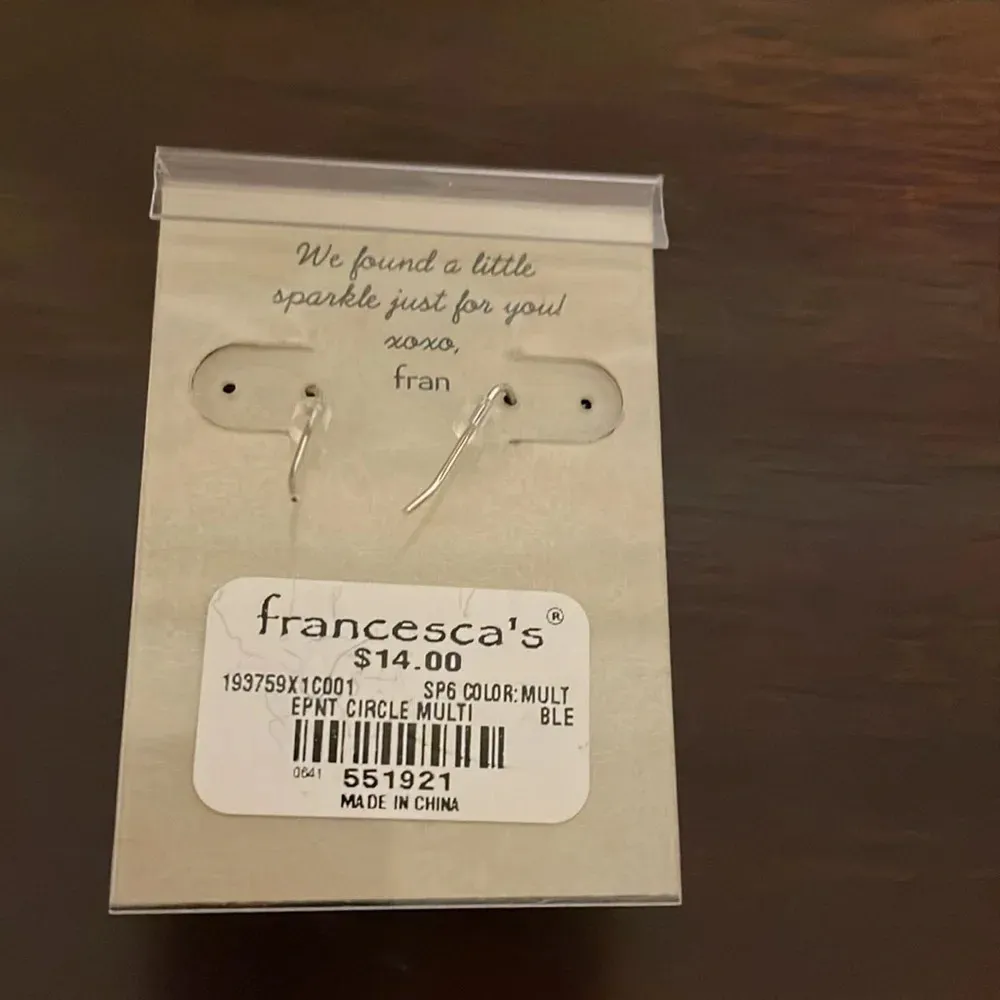 We found a little
sparkle just for you!
xoxo,
fran
francesca's®
$14.00
193759X1C001 SP6 COLOR:MULT
EPNT CIRCLE MULTI BLE
0641 551921
MADE IN CHINA